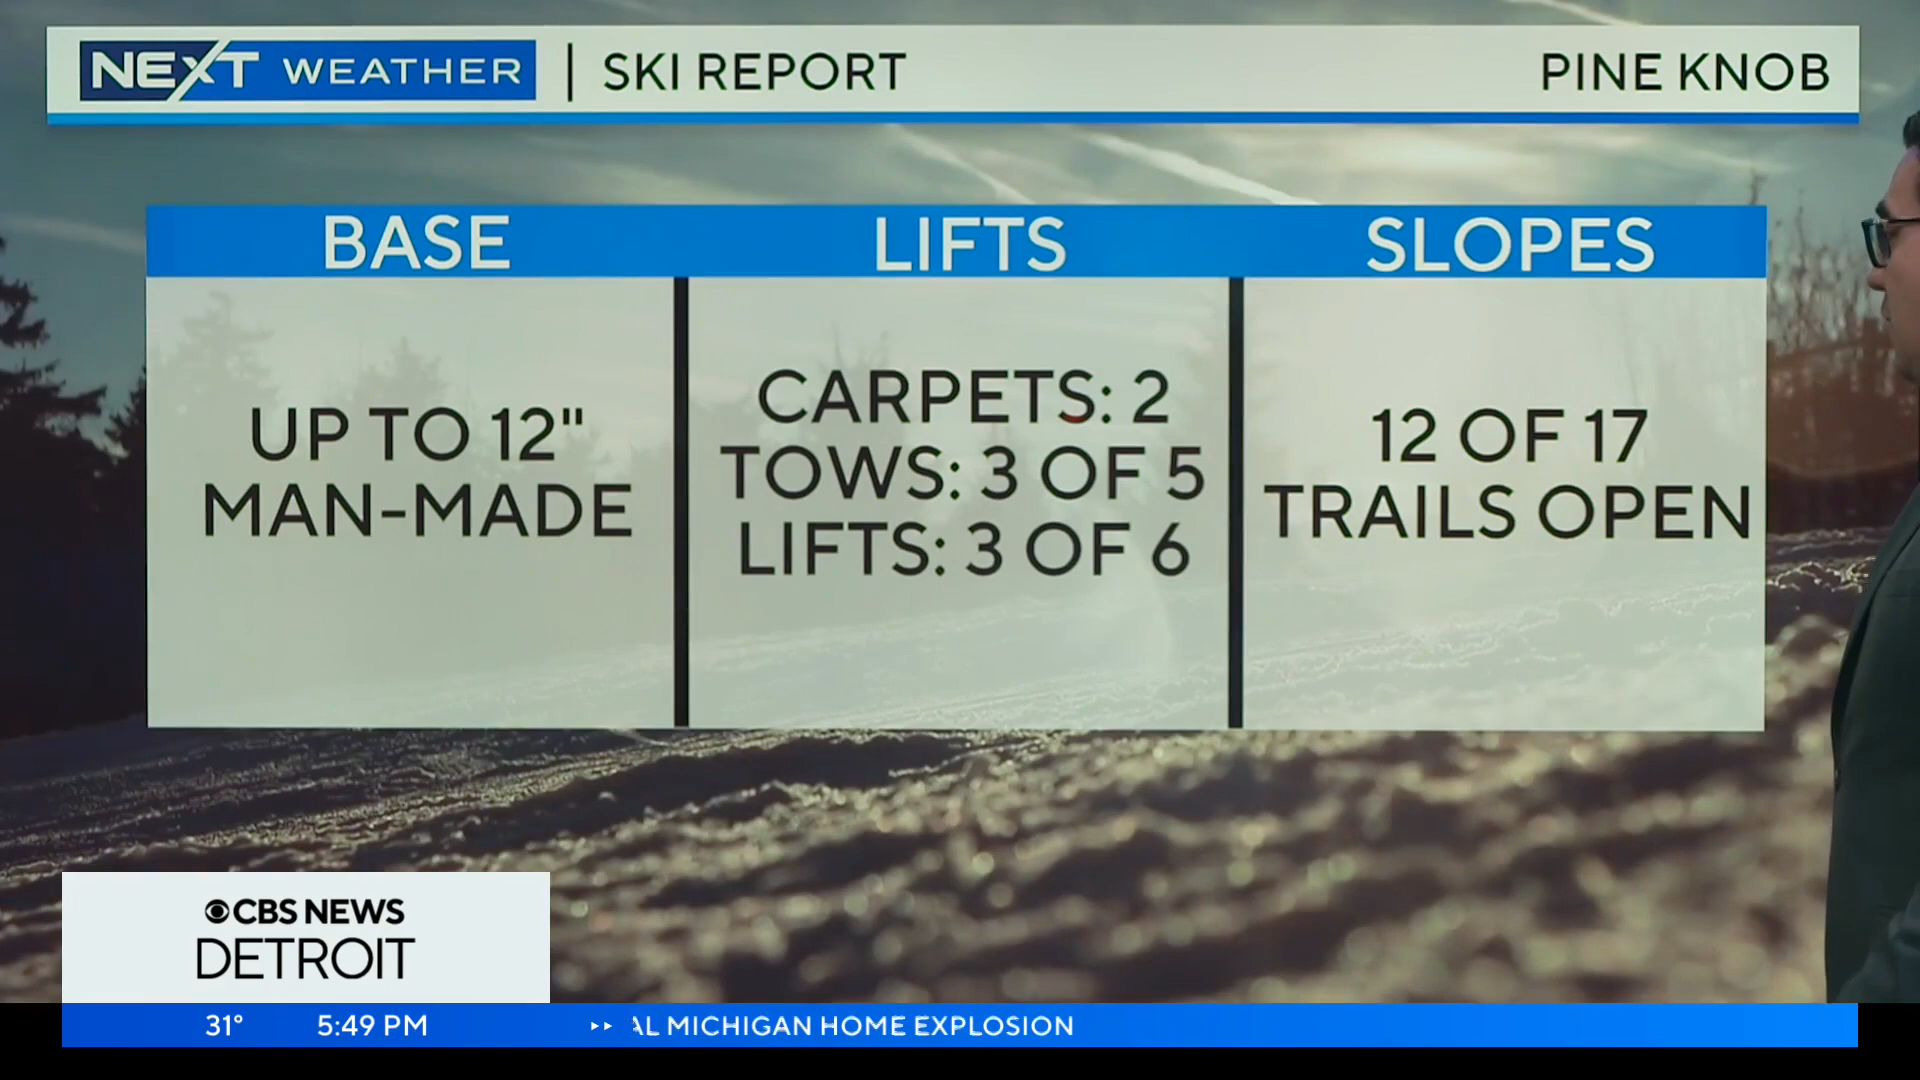 NEXT WEATHER | SKI REPORT
PINE KNOB
BASE
LIFTS
SLOPES
UP TO 12"
MAN-MADE
CARPETS: 2
TOWS: 3 OF 5
LIFTS: 3 OF 6
12 OF 17
TRAILS OPEN
CBS NEWS
DETROIT
31° 5:49 PM
MICHIGAN HOME EXPLOSION